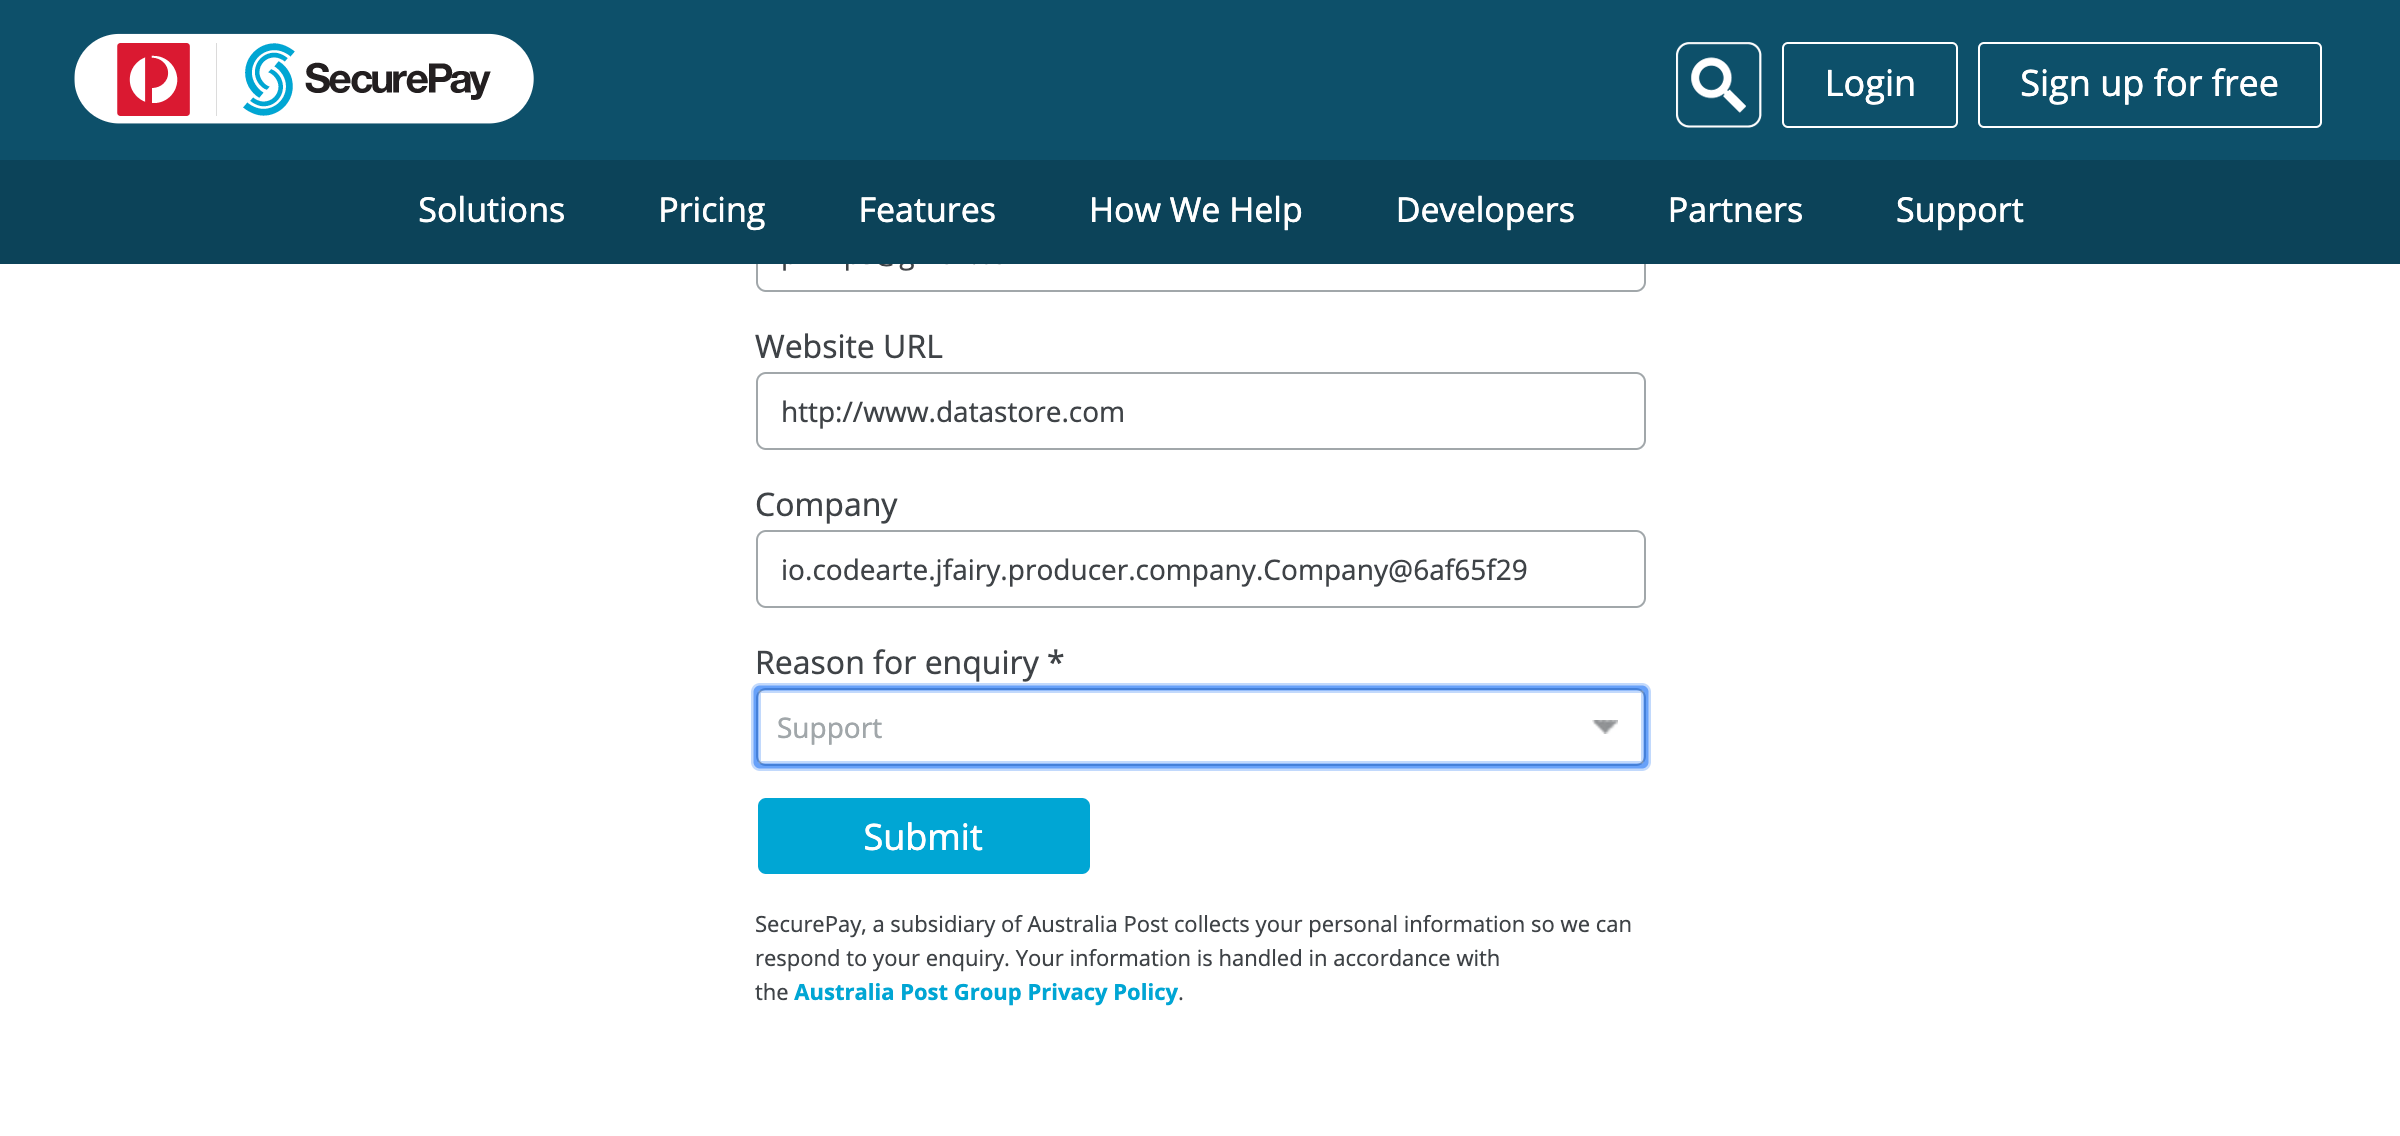 SecurePay
Login
Sign up for free
Solutions
Pricing
Features
How We Help
Developers
Partners
Support
Website URL
http://www.datastore.com
Company
io.codearte.jfairy.producer.company.Company@6af65f29
Reason for enquiry *
Support
Submit
SecurePay, a subsidiary of Australia Post collects your personal information so we can
respond to your enquiry. Your information is handled in accordance with
the Australia Post Group Privacy Policy.